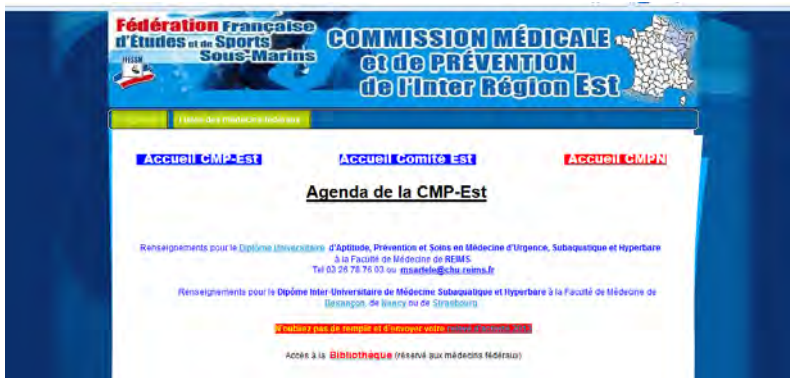 Fédération Française
d'Études et de Sports
Sous-Marins
FFESSM
COMMISSION MÉDICALE
et de PRÉVENTION
de l'Inter Région Est
Accueil CMP-Est
Accueil Comité Est
Accueil CMPN
Agenda de la CMP-Est
Renseignements pour le Diplôme Universitaire d'Aptitude, Prévention et Soins en Médecine d'Urgence, Subaquatique et Hyperbare
à la Faculté de Médecine de REIMS
Tel 03 26 78 76 03 ou msartele@chu-reims.fr
Renseignements pour le Dipôme Inter-Universitaire de Médecine Subaquatique et Hyperbare à la Faculté de Médecine de
Besançon, de Nancy ou de Strasbourg
N'oubliez pas de remplir et d'envoyer votre
Accès à la Bibliothèque (réservé aux médecins fédéraux)